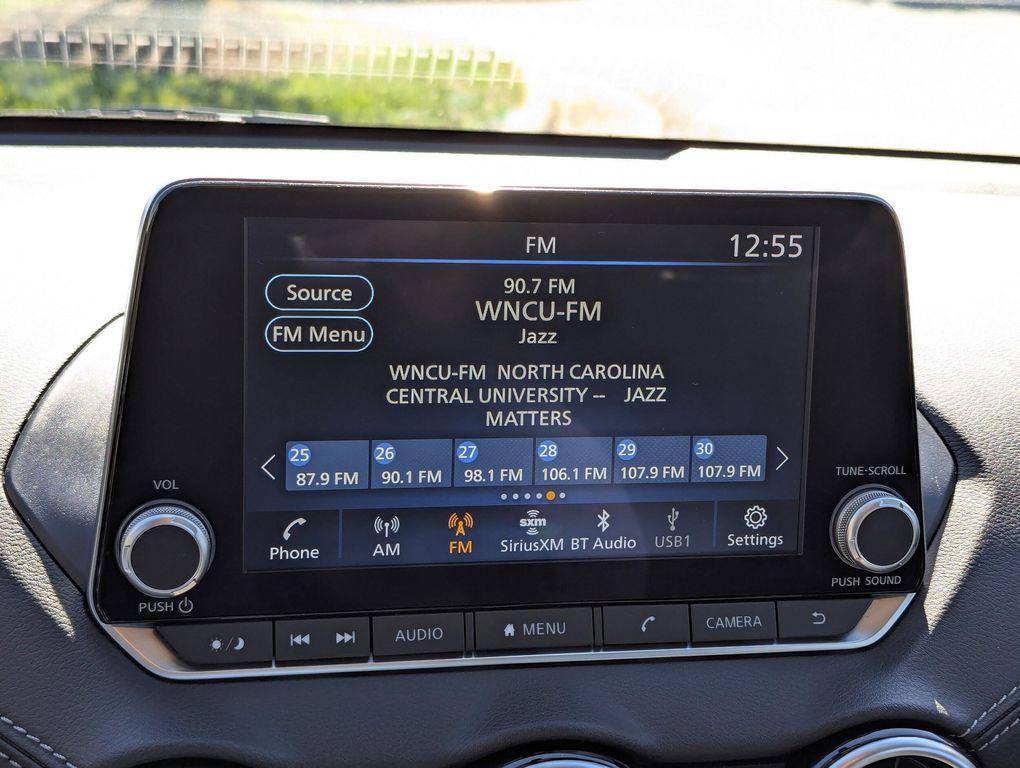 FM 12:55
Source
FM Menu
90.7 FM
WNCU-FM
Jazz
WNCU-FM NORTH CAROLINA
CENTRAL UNIVERSITY -- JAZZ
MATTERS
25 26 27 28 29 30
87.9 FM 90.1 FM 98.1 FM 106.1 FM 107.9 FM 107.9 FM
sxm
Phone AM FM SiriusXM BT Audio USB1 Settings
VOL
PUSH
TUNE·SCROLL
PUSH SOUND
AUDIO MENU CAMERA